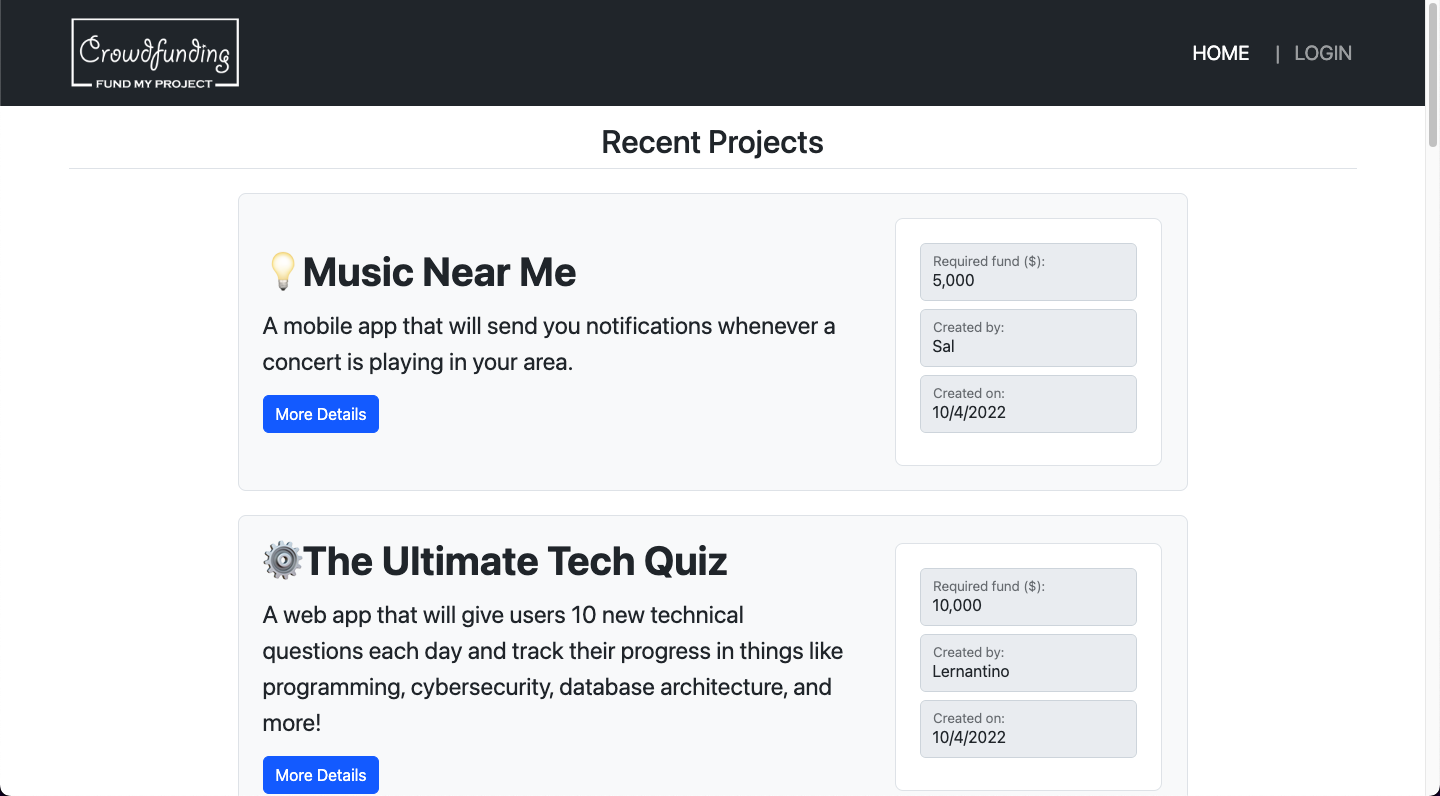 Crowdfunding
FUND MY PROJECT
HOME | LOGIN
Recent Projects
Music Near Me
A mobile app that will send you notifications whenever a
concert is playing in your area.
More Details
Required fund ($):
5,000
Created by:
Sal
Created on:
10/4/2022
The Ultimate Tech Quiz
A web app that will give users 10 new technical
questions each day and track their progress in things like
programming, cybersecurity, database architecture, and
more!
More Details
Required fund ($):
10,000
Created by:
Lernantino
Created on:
10/4/2022